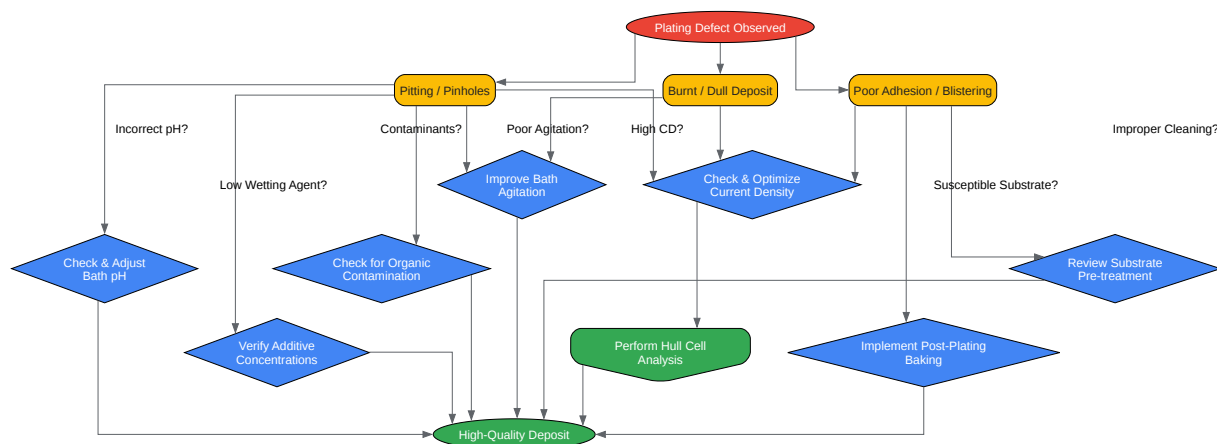 Plating Defect Observed
Pitting / Pinholes
Burnt / Dull Deposit
Poor Adhesion / Blistering
Incorrect pH?
Contaminants?
Poor Agitation?
High CD?
Improper Cleaning?
Low Wetting Agent?
Improve Bath
Agitation
Check & Optimize
Current Density
Susceptible Substrate?
Check & Adjust
Bath pH
Check for Organic
Contamination
Review Substrate
Pre-treatment
Verify Additive
Concentrations
Perform Hull Cell
Analysis
Implement Post-Plating
Baking
High-Quality Deposit